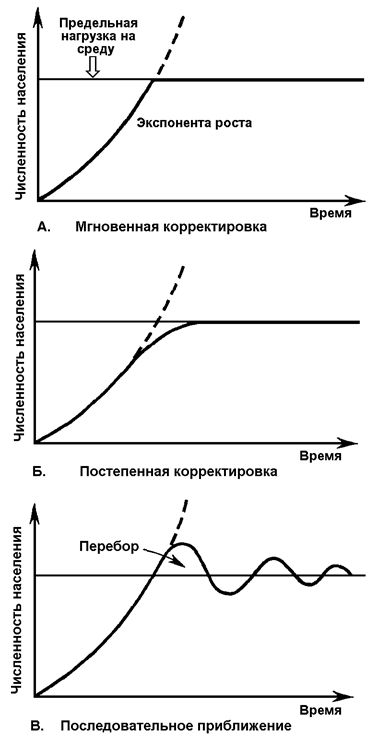 Предельная
нагрузка на
среду
Численность населения
Экспонента роста
Время
А. Мгновенная корректировка
Численность населения
Время
Б. Постепенная корректировка
Численность населения
Перебор
Время
В. Последовательное приближение